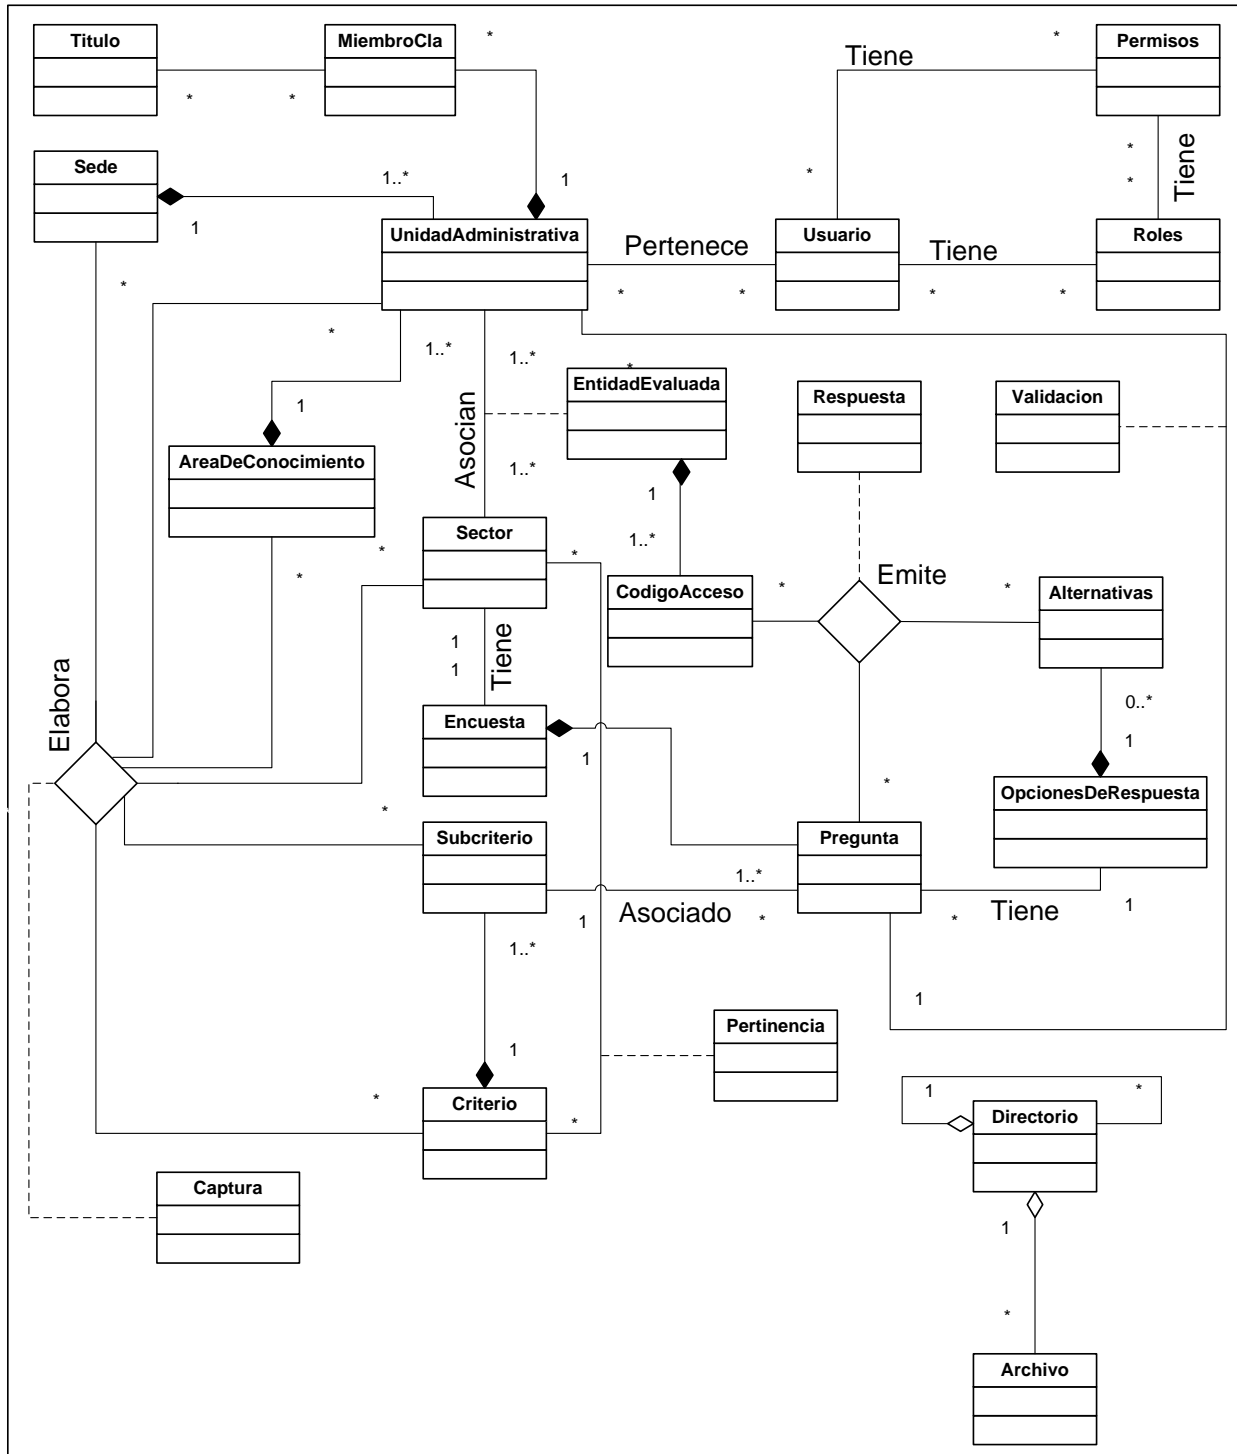 Titulo
MiembroCla
*
Tiene
*
Permisos
*
*
Sede
1..*
1
1
*
*
*
Tiene
UnidadAdministrativa
Pertenece
Usuario
Tiene
Roles
*
*
*
*
*
*
1..*
1..*
*
EntidadEvaluada
Respuesta
Validacion
1
AreaDeConocimiento
Asocian
1..*
1
Sector
*
*
*
1..*
CodigoAcceso
*
Emite
*
Alternativas
1
1
Tiene
Elabora
0..*
Encuesta
1
1
*
OpcionesDeRespuesta
*
Subcriterio
Pregunta
1..*
1
Asociado
*
*
Tiene
1
1..*
1
Pertinencia
1
*
Criterio
*
1
*
Directorio
Captura
1
*
Archivo